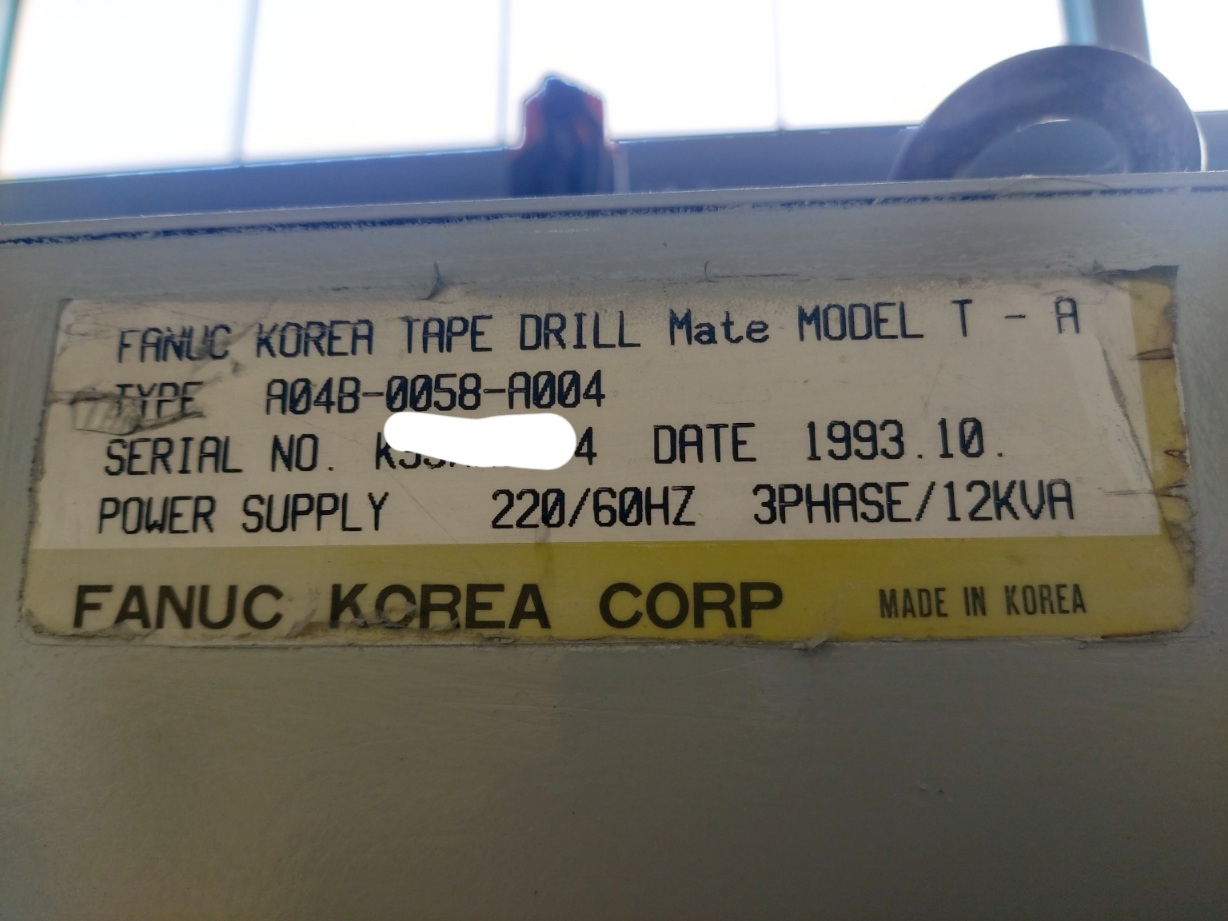 FANUC KOREA TAPE DRILL Mate MODEL T - A
TYPE A04B-0058-A004
SERIAL NO. DATE 1993.10.
POWER SUPPLY 220/60HZ 3PHASE/12KVA
FANUC KOREA CORP MADE IN KOREA